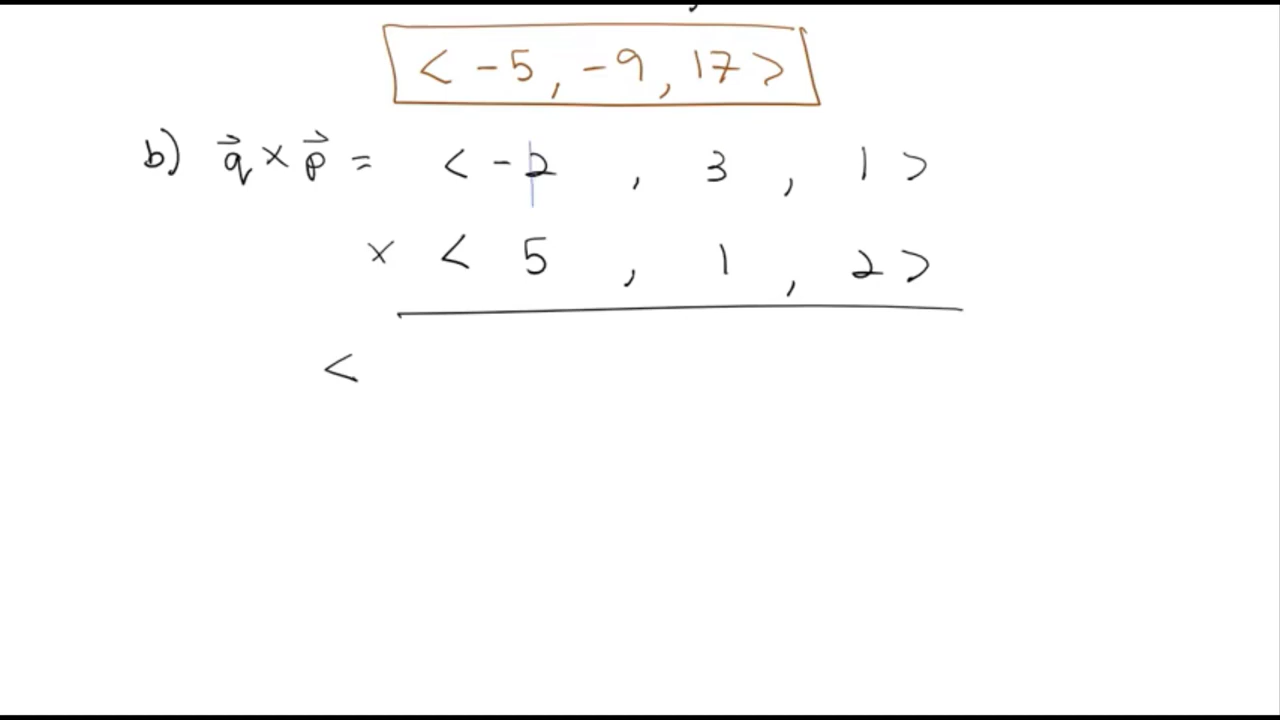 < -5, -9, 17 >
b) q⃗ × p⃗ = < -2 , 3 , 1 >
× < 5 , 1 , 2 >
<